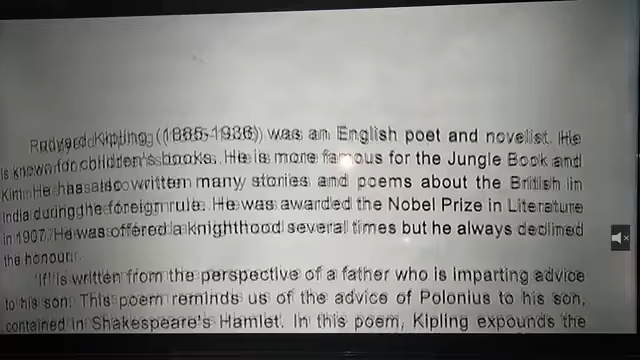 Rudyard Kipling (1865-1936) was an English poet and novelist. He
is known for children's books. He is more famous for the Jungle Book and
Kim. He has also written many stories and poems about the British in
India during the foreign rule. He was awarded the Nobel Prize in Literature
in 1907. He was offered a knighthood several times but he always declined
the honour.
'If' is written from the perspective of a father who is imparting advice
to his son. This poem reminds us of the advice of Polonius to his son,
contained in Shakespeare's Hamlet. In this poem, Kipling expounds the